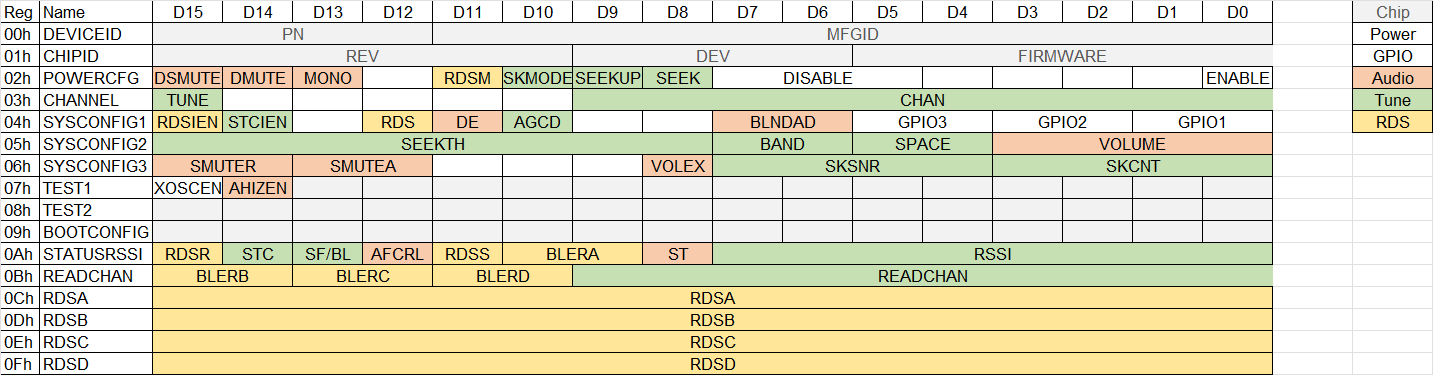 Reg Name D15 D14 D13 D12 D11 D10 D9 D8 D7 D6 D5 D4 D3 D2 D1 D0 Chip
00h DEVICEID PN MFGID Power
01h CHIPID REV DEV FIRMWARE GPIO
02h POWERCFG DSMUTE DMUTE MONO RDSM SKMODE SEEKUP SEEK DISABLE ENABLE Audio
03h CHANNEL TUNE CHAN Tune
04h SYSCONFIG1 RDSIEN STCIEN RDS DE AGCD BLNDAD GPIO3 GPIO2 GPIO1 RDS
05h SYSCONFIG2 SEEKTH BAND SPACE VOLUME
06h SYSCONFIG3 SMUTER SMUTEA VOLEX SKSNR SKCNT
07h TEST1 XOSCEN AHIZEN
08h TEST2
09h BOOTCONFIG
0Ah STATUSRSSI RDSR STC SF/BL AFCRL RDSS BLERA ST RSSI
0Bh READCHAN BLERB BLERC BLERD READCHAN
0Ch RDSA RDSA
0Dh RDSB RDSB
0Eh RDSC RDSC
0Fh RDSD RDSD